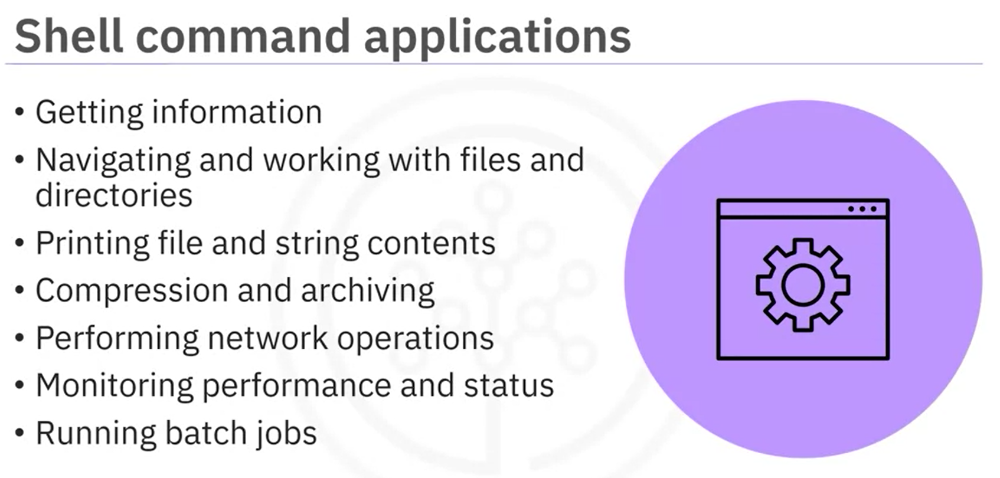 Shell command applications
• Getting information
• Navigating and working with files and
directories
• Printing file and string contents
• Compression and archiving
• Performing network operations
• Monitoring performance and status
• Running batch jobs